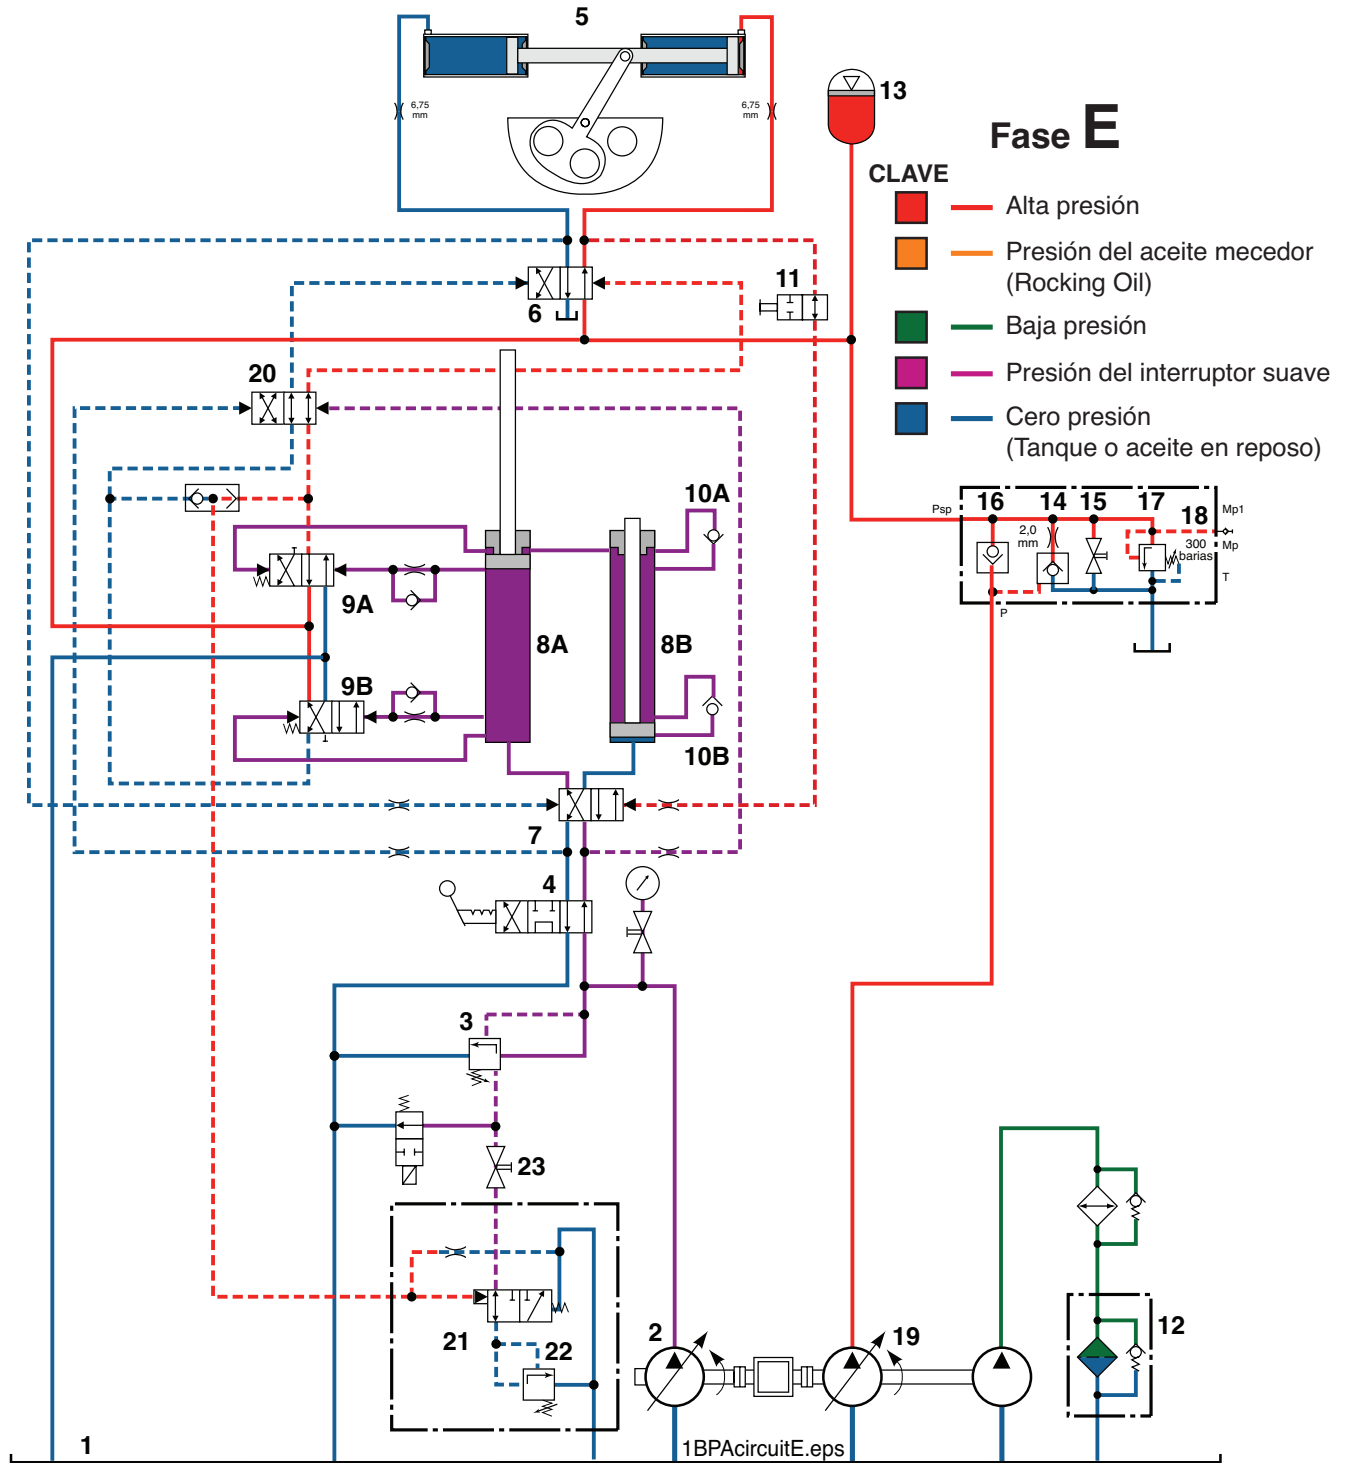 5
6,75
mm
6,75
mm
13
Fase E
CLAVE
Alta presión
Presión del aceite mecedor
(Rocking Oil)
Baja presión
Presión del interruptor suave
Cero presión
(Tanque o aceite en reposo)
11
6
20
10A
9A
8A
8B
9B
10B
7
4
Psp
16
14
15
17
18
Mp1
2,0
mm
300
barias
Mp
T
P
3
23
21
22
2
19
12
1
1BPAcircuitE.eps